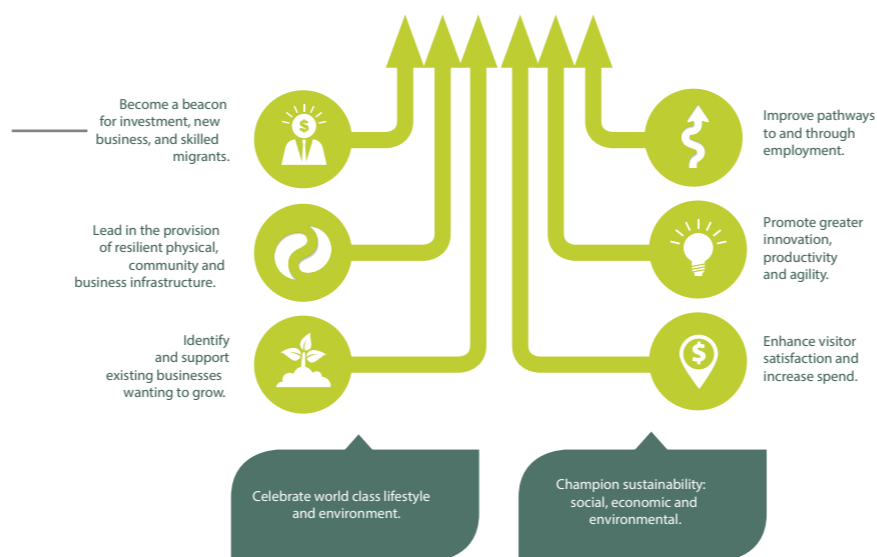 Become a beacon
for investment, new
business, and skilled
migrants.
Lead in the provision
of resilient physical,
community and
business infrastructure.
Identify
and support
existing businesses
wanting to grow.
Improve pathways
to and through
employment.
Promote greater
innovation,
productivity
and agility.
Enhance visitor
satisfaction and
increase spend.
Celebrate world class lifestyle
and environment.
Champion sustainability:
social, economic and
environmental.